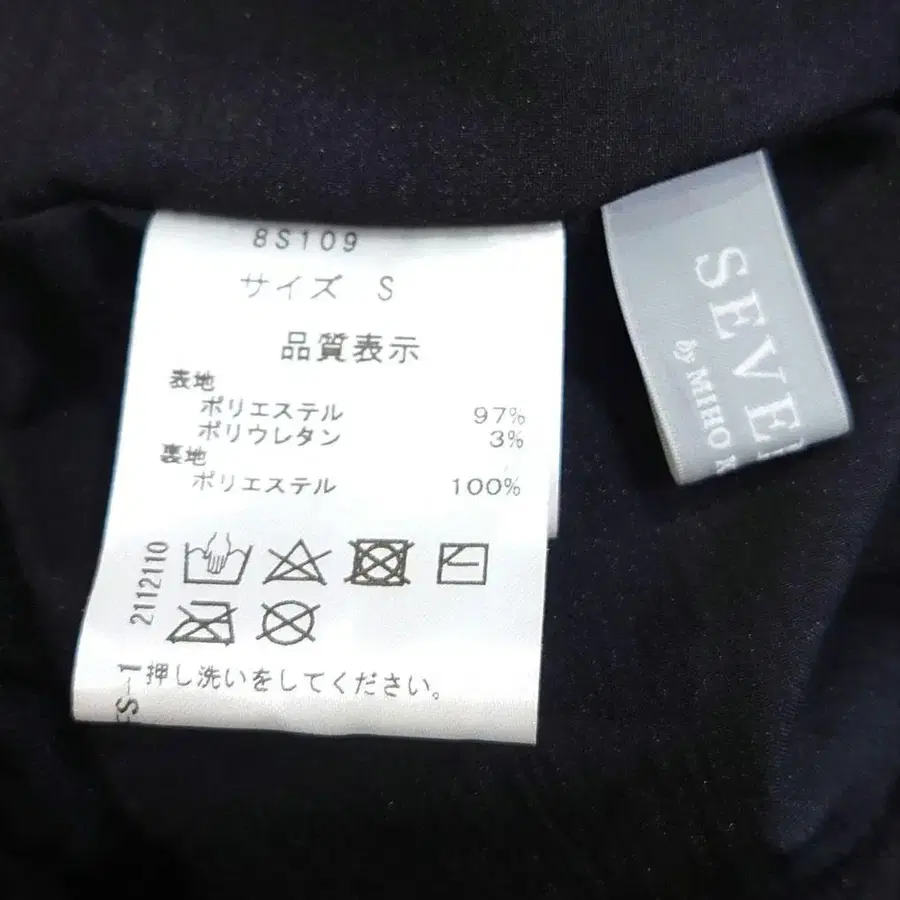 8S109
サイズ S
品質表示
表地
ポリエステル 97%
ポリウレタン 3%
裏地
ポリエステル 100%
2112110
押し洗いをしてください。
SEVE
by MIHO